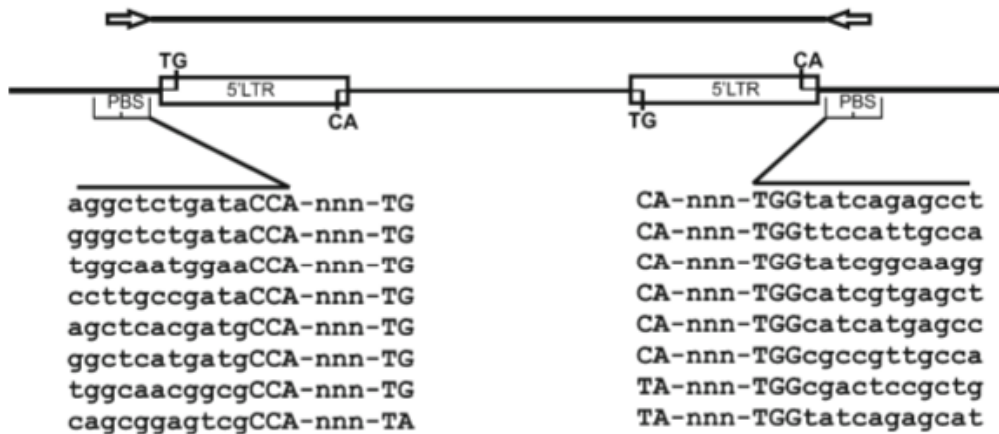 TG
CA
5'LTR
5'LTR
PBS
PBS
CA
TG
aggctctgataCCA-nnn-TG
gggctctgataCCA-nnn-TG
tggcaatggaaCCA-nnn-TG
ccttgccgataCCA-nnn-TG
agctcacgatgCCA-nnn-TG
ggctcatgatgCCA-nnn-TG
tggcaacggcgCCA-nnn-TG
cagcggagtcgCCA-nnn-TA
CA-nnn-TGGtatcagagcct
CA-nnn-TGGttccattgcca
CA-nnn-TGGtatcggcaagg
CA-nnn-TGGcatcgtgagct
CA-nnn-TGGcatcatgagcc
CA-nnn-TGGcgccgttgcca
TA-nnn-TGGcgactccgctg
TA-nnn-TGGtatcagagcat